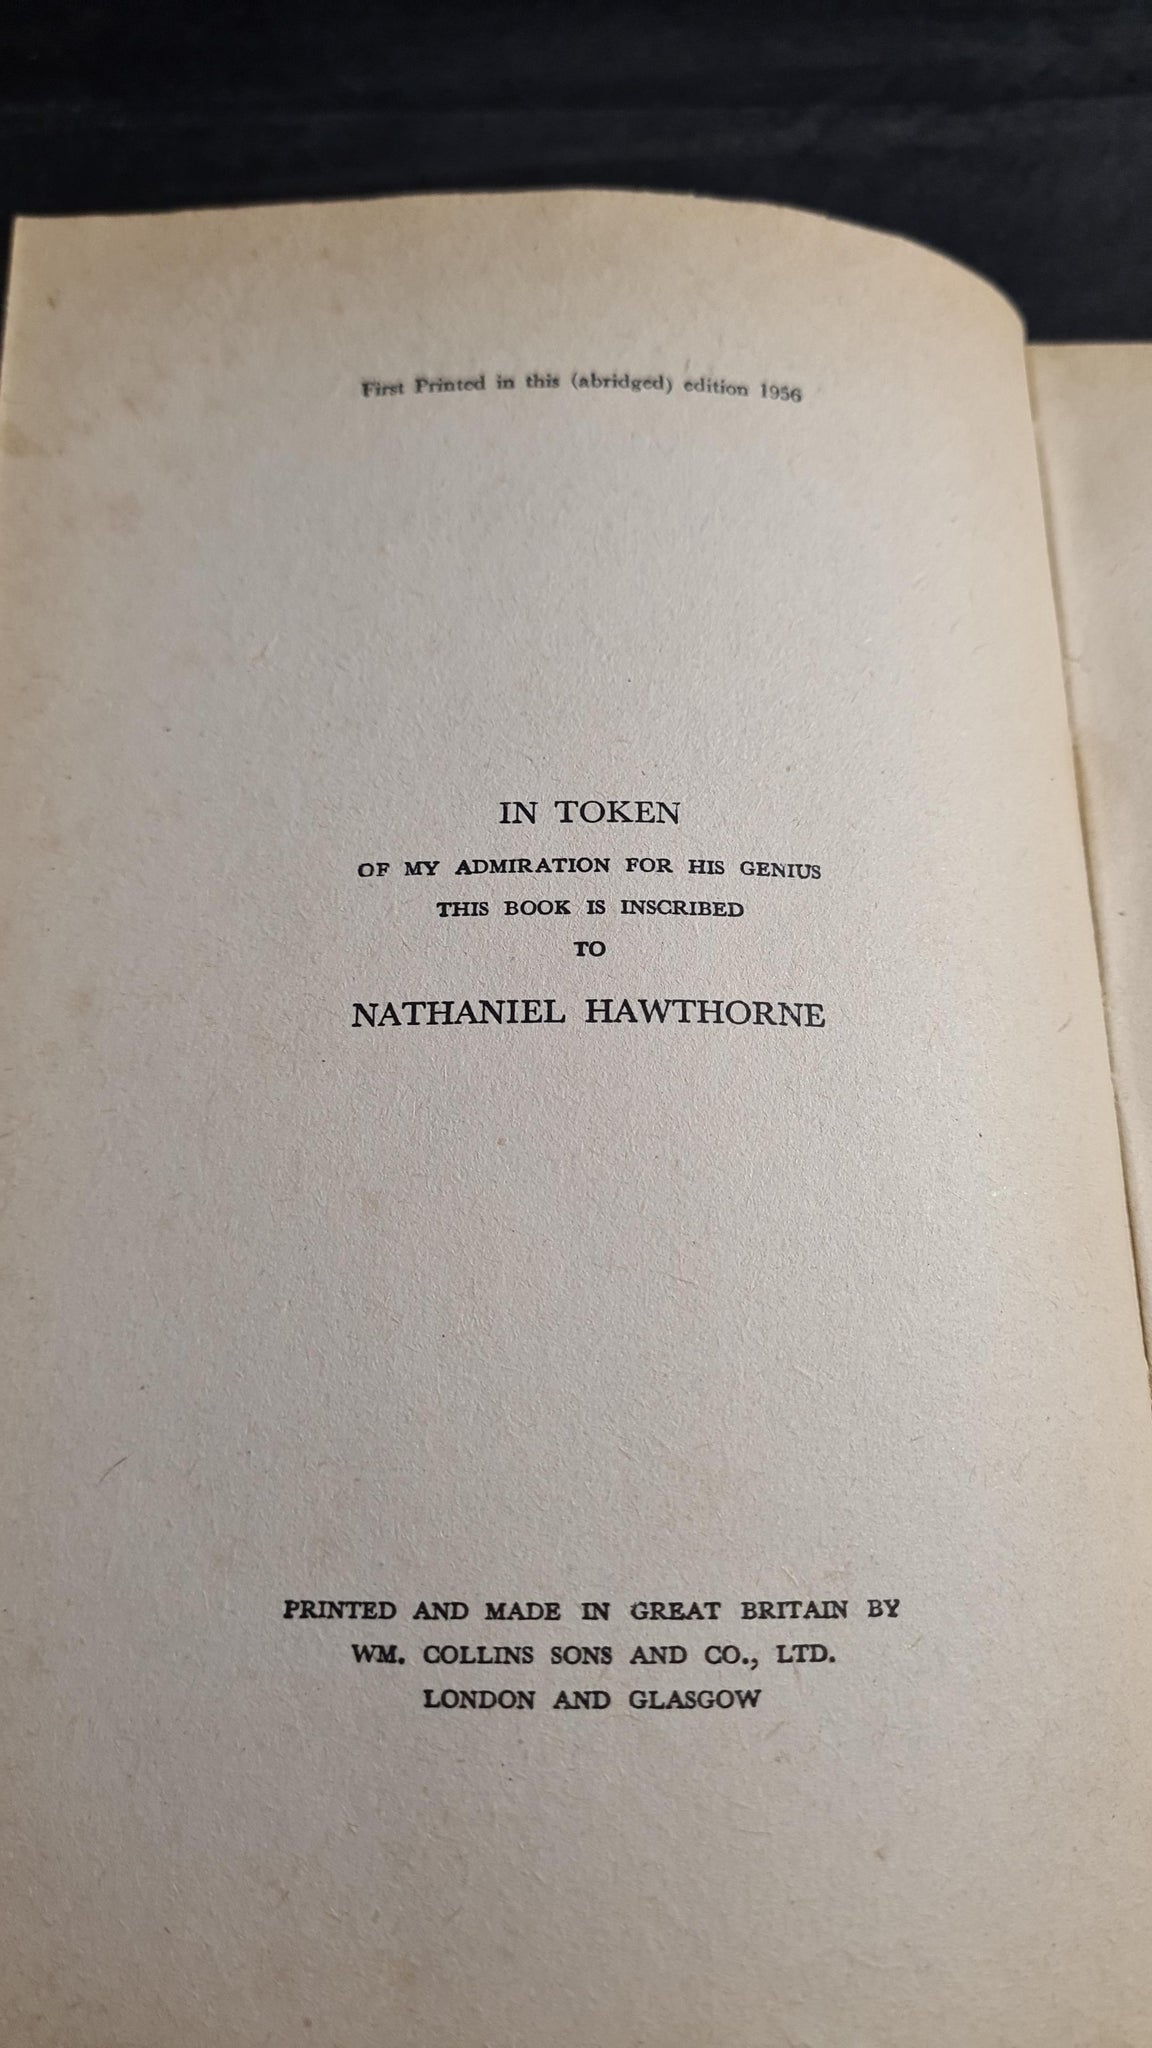 First Printed in this (abridged) edition 1956
IN TOKEN
OF MY ADMIRATION FOR HIS GENIUS
THIS BOOK IS INSCRIBED
TO
NATHANIEL HAWTHORNE
PRINTED AND MADE IN GREAT BRITAIN BY
WM. COLLINS SONS AND CO., LTD.
LONDON AND GLASGOW